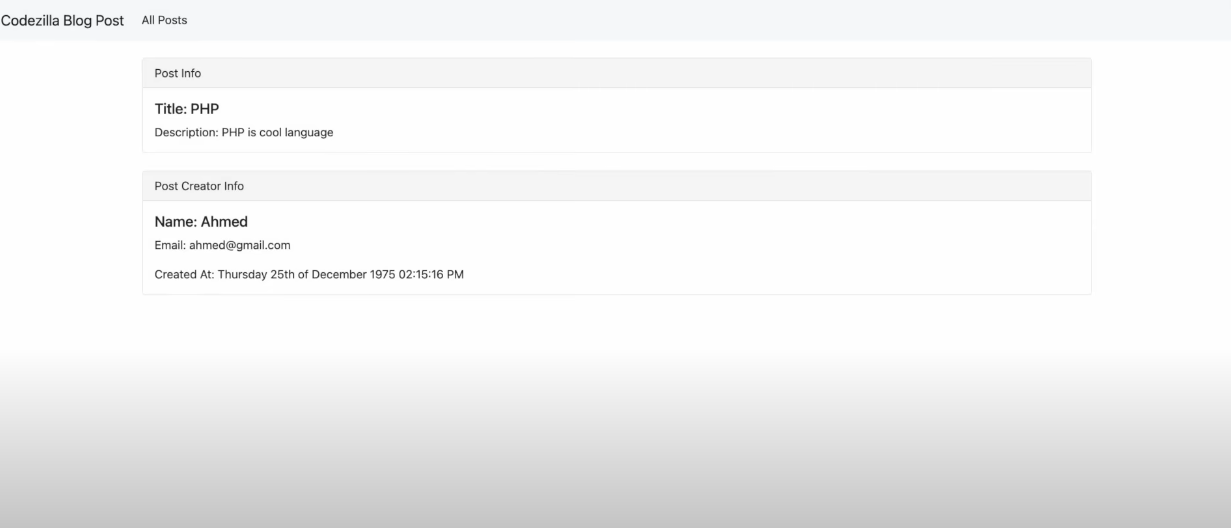 Codezilla Blog Post All Posts
Post Info
Title: PHP
Description: PHP is cool language
Post Creator Info
Name: Ahmed
Email: ahmed@gmail.com
Created At: Thursday 25th of December 1975 02:15:16 PM